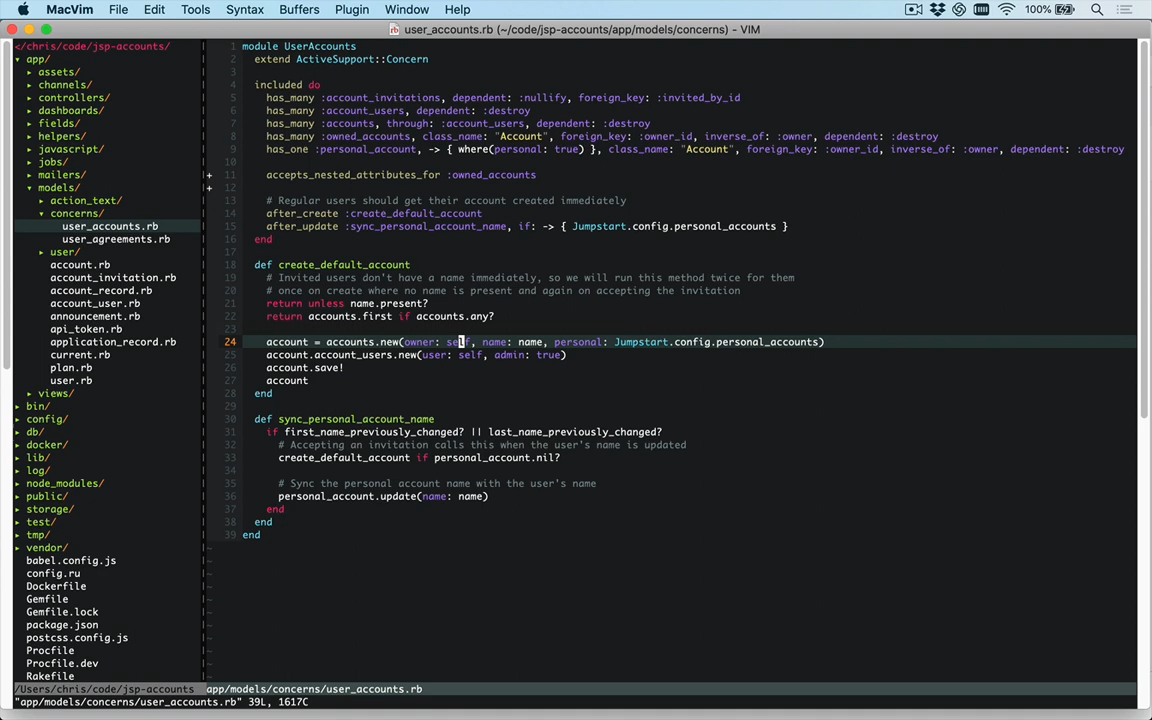 MacVim File Edit Tools Syntax Buffers Plugin Window Help 100%
user_accounts.rb (~/code/jsp-accounts/app/models/concerns) - VIM
</chris/code/jsp-accounts/
▾ app/
▸ assets/
▸ channels/
▸ controllers/
▸ dashboards/
▸ fields/
▸ helpers/
▸ javascript/
▸ jobs/
▸ mailers/
▾ models/
▸ action_text/
▾ concerns/
user_accounts.rb
user_agreements.rb
▸ user/
account.rb
account_invitation.rb
account_record.rb
account_user.rb
announcement.rb
api_token.rb
application_record.rb
current.rb
plan.rb
user.rb
▸ views/
▸ bin/
▸ config/
▸ db/
▸ docker/
▸ lib/
▸ log/
▸ node_modules/
▸ public/
▸ storage/
▸ test/
▸ tmp/
▸ vendor/
babel.config.js
config.ru
Dockerfile
Gemfile
Gemfile.lock
package.json
postcss.config.js
Procfile
Procfile.dev
Rakefile
1 module UserAccounts
2   extend ActiveSupport::Concern
3
4   included do
5     has_many :account_invitations, dependent: :nullify, foreign_key: :invited_by_id
6     has_many :account_users, dependent: :destroy
7     has_many :accounts, through: :account_users, dependent: :destroy
8     has_many :owned_accounts, class_name: "Account", foreign_key: :owner_id, inverse_of: :owner, dependent: :destroy
9     has_one :personal_account, -> { where(personal: true) }, class_name: "Account", foreign_key: :owner_id, inverse_of: :owner, dependent: :destroy
10
+ 11     accepts_nested_attributes_for :owned_accounts
+ 12
13     # Regular users should get their account created immediately
14     after_create :create_default_account
15     after_update :sync_personal_account_name, if: -> { Jumpstart.config.personal_accounts }
16   end
17
18   def create_default_account
19     # Invited users don't have a name immediately, so we will run this method twice for them
20     # once on create where no name is present and again on accepting the invitation
21     return unless name.present?
22     return accounts.first if accounts.any?
23
24     account = accounts.new(owner: self, name: name, personal: Jumpstart.config.personal_accounts)
25     account.account_users.new(user: self, admin: true)
26     account.save!
27     account
28   end
29
30   def sync_personal_account_name
31     if first_name_previously_changed? || last_name_previously_changed?
32       # Accepting an invitation calls this when the user's name is updated
33       create_default_account if personal_account.nil?
34
35       # Sync the personal account name with the user's name
36       personal_account.update(name: name)
37     end
38   end
39 end
~
~
~
~
~
~
~
~
~
~
~
/Users/chris/code/jsp-accounts app/models/concerns/user_accounts.rb
"app/models/concerns/user_accounts.rb" 39L, 1617C